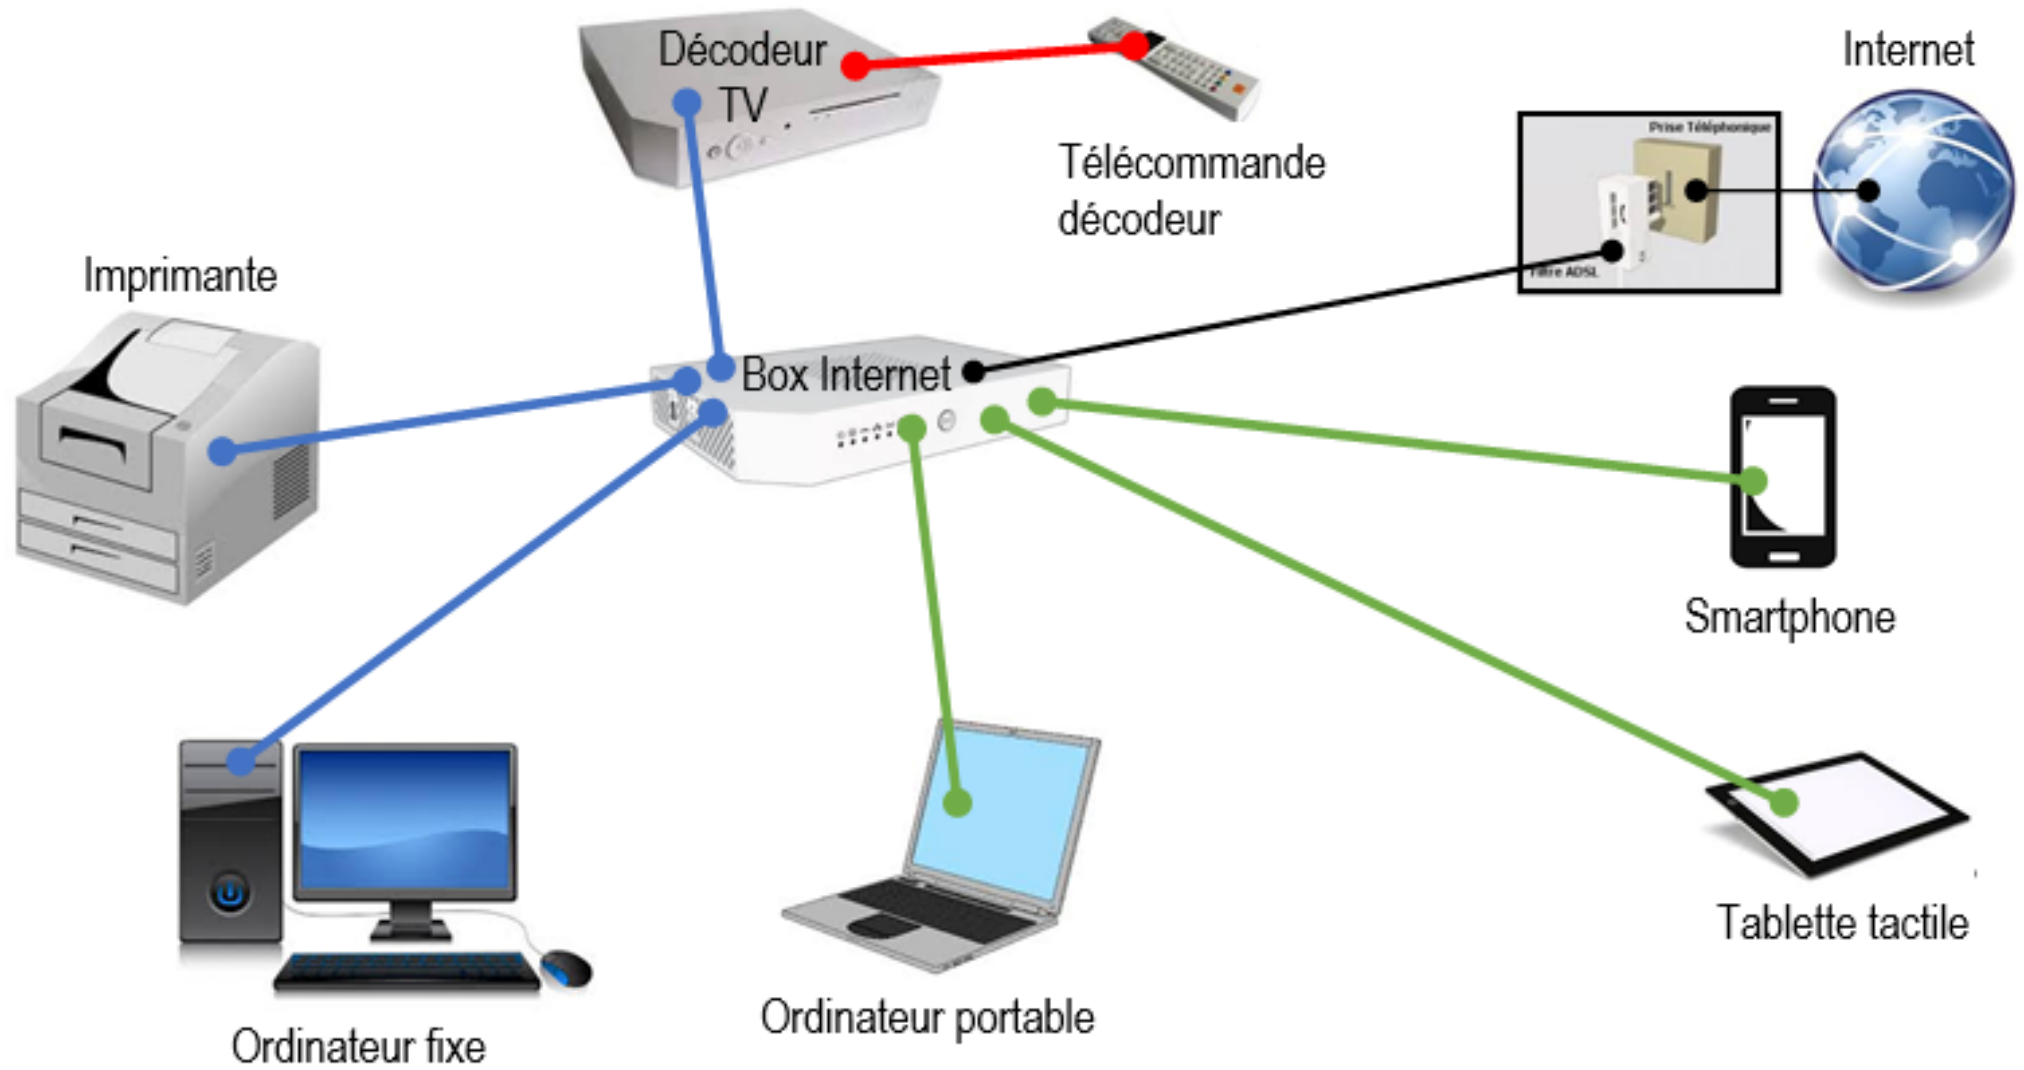 Décodeur
TV
Télécommande
décodeur
Internet
Prise Téléphonique
Filtre ADSL
Imprimante
Box Internet
Smartphone
Tablette tactile
Ordinateur portable
Ordinateur fixe